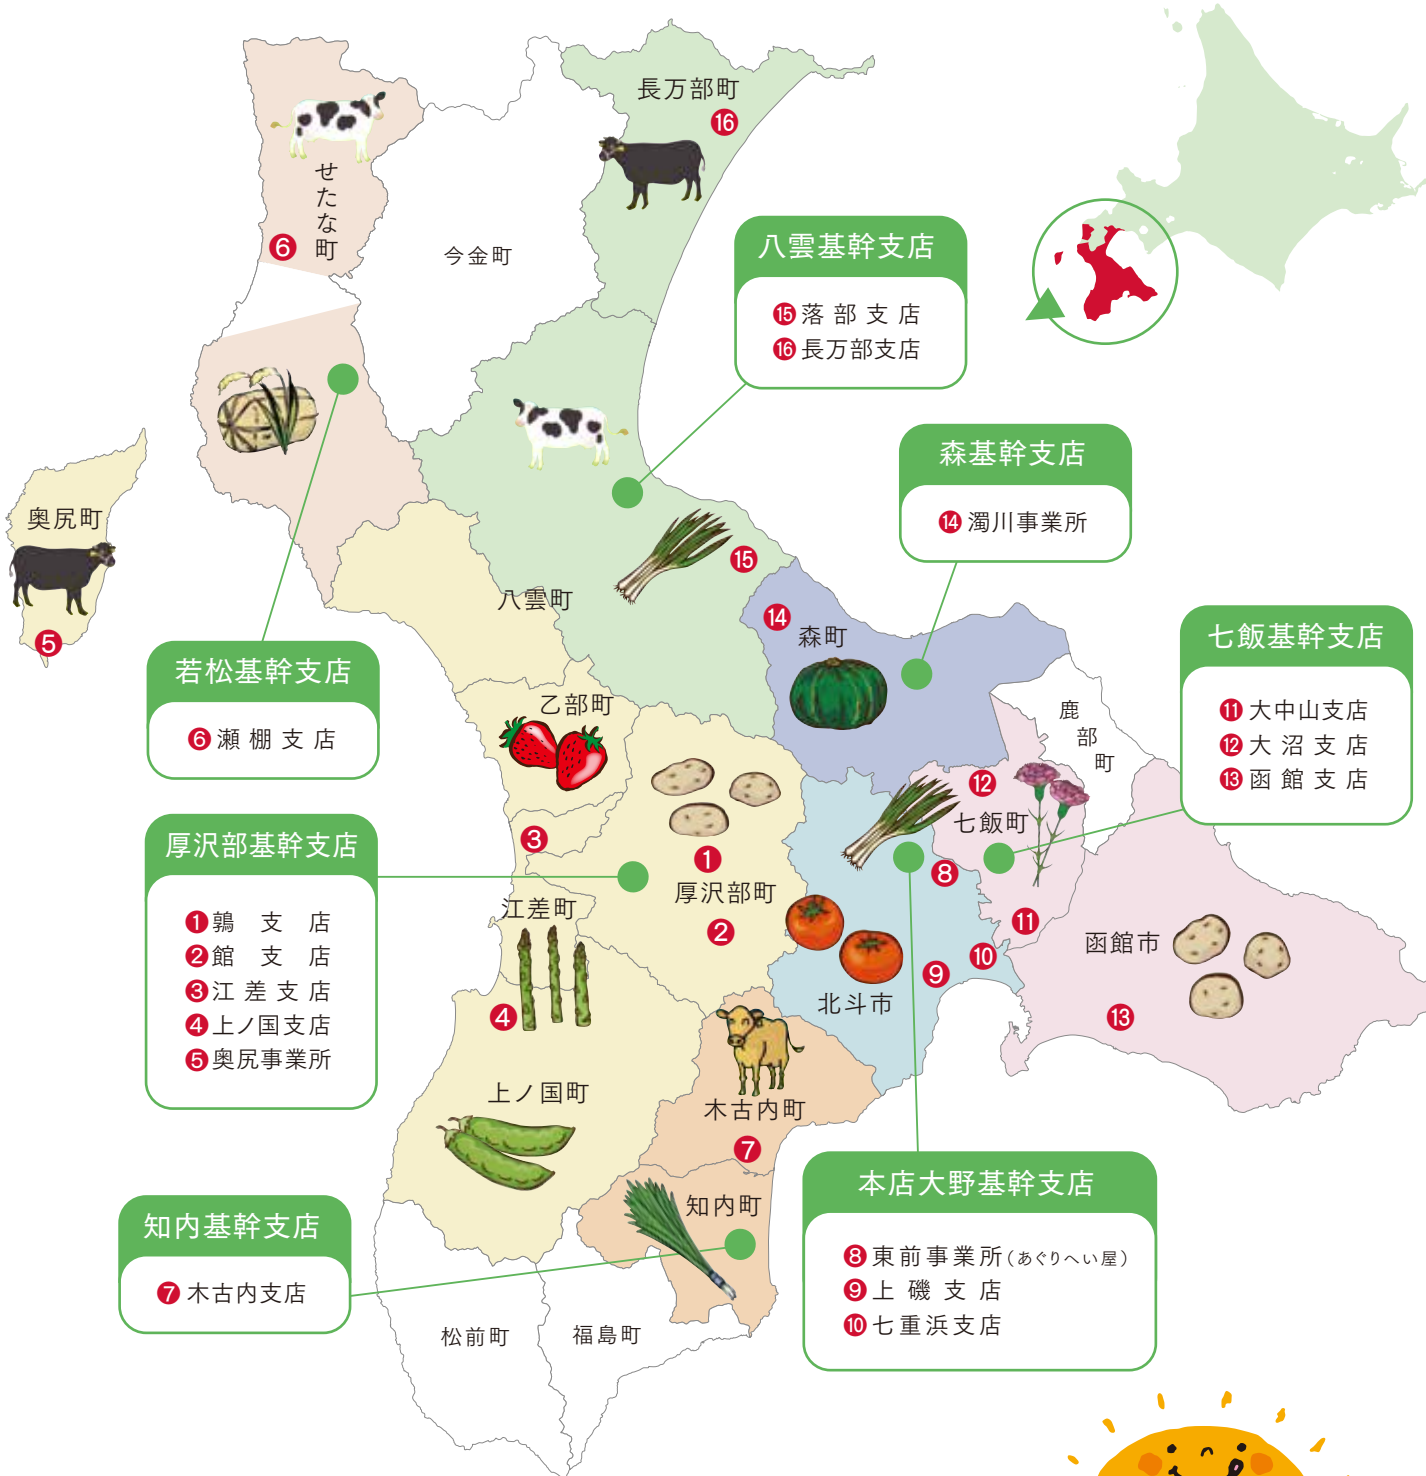 長万部町
⑯
せたな町
⑥
今金町
八雲基幹支店
⑮落部支店
⑯長万部支店
森基幹支店
⑭濁川事業所
奥尻町
⑤
⑮
八雲町
⑭
森町
七飯基幹支店
⑪大中山支店
⑫大沼支店
⑬函館支店
若松基幹支店
⑥瀬棚支店
乙部町
鹿部町
⑫
七飯町
厚沢部基幹支店
①鶉支店
②館支店
③江差支店
④上ノ国支店
⑤奥尻事業所
③
①
厚沢部町
②
⑧
江差町
⑪
函館市
⑩
⑨
北斗市
④
⑬
上ノ国町
木古内町
⑦
本店大野基幹支店
⑧東前事業所(あぐりへい屋)
⑨上磯支店
⑩七重浜支店
知内基幹支店
⑦木古内支店
知内町
松前町
福島町